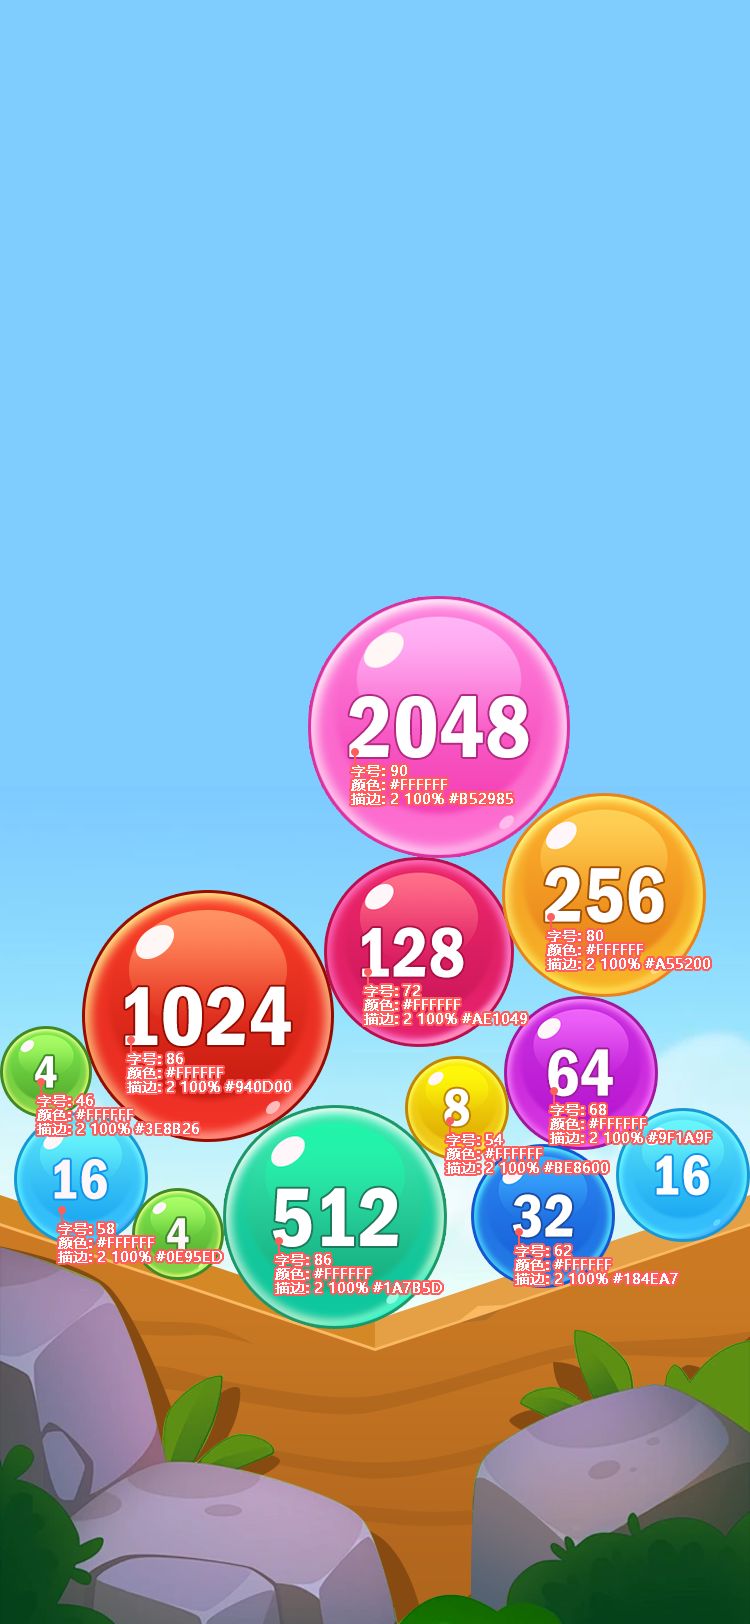 2048
字号: 90
颜色: #FFFFFF
描边: 2 100% #B52985
256
字号: 80
颜色: #FFFFFF
描边: 2 100% #A55200
128
字号: 72
颜色: #FFFFFF
描边: 2 100% #AE1049
1024
字号: 86
颜色: #FFFFFF
描边: 2 100% #940D00
4
字号: 46
颜色: #FFFFFF
描边: 2 100% #3E8B26
64
字号: 68
颜色: #FFFFFF
描边: 2 100% #9F1A9F
8
字号: 54
颜色: #FFFFFF
描边: 2 100% #BE8600
16
字号: 58
颜色: #FFFFFF
描边: 2 100% #0E95ED
4
512
字号: 86
颜色: #FFFFFF
描边: 2 100% #1A7B5D
32
字号: 62
颜色: #FFFFFF
描边: 2 100% #184EA7
16